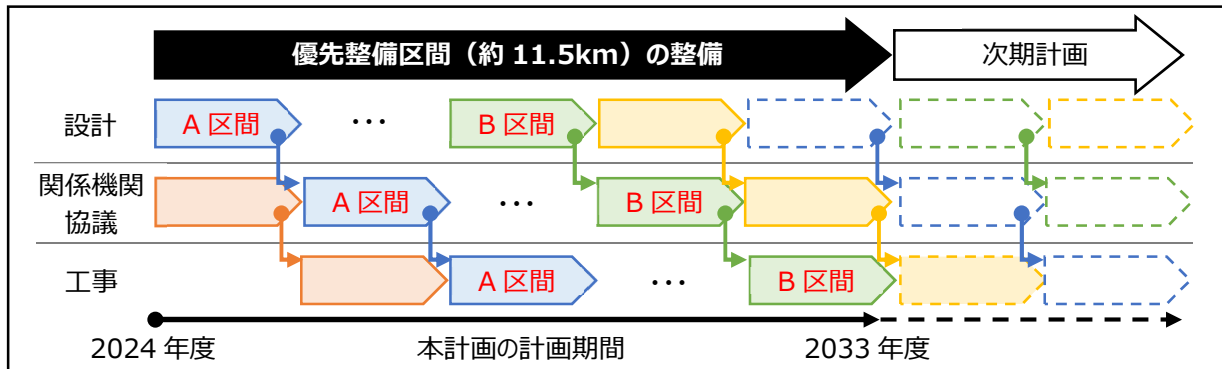 優先整備区間（約 11.5km）の整備
次期計画
設計
A 区間
・・・
B 区間
関係機関
協議
A 区間
・・・
B 区間
工事
A 区間
・・・
B 区間
2024 年度
本計画の計画期間
2033 年度